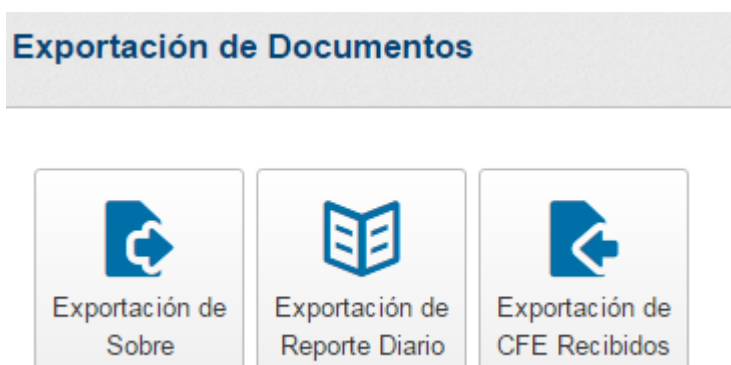 Exportación de Documentos
Exportación de
Sobre
Exportación de
Reporte Diario
Exportación de
CFE Recibidos